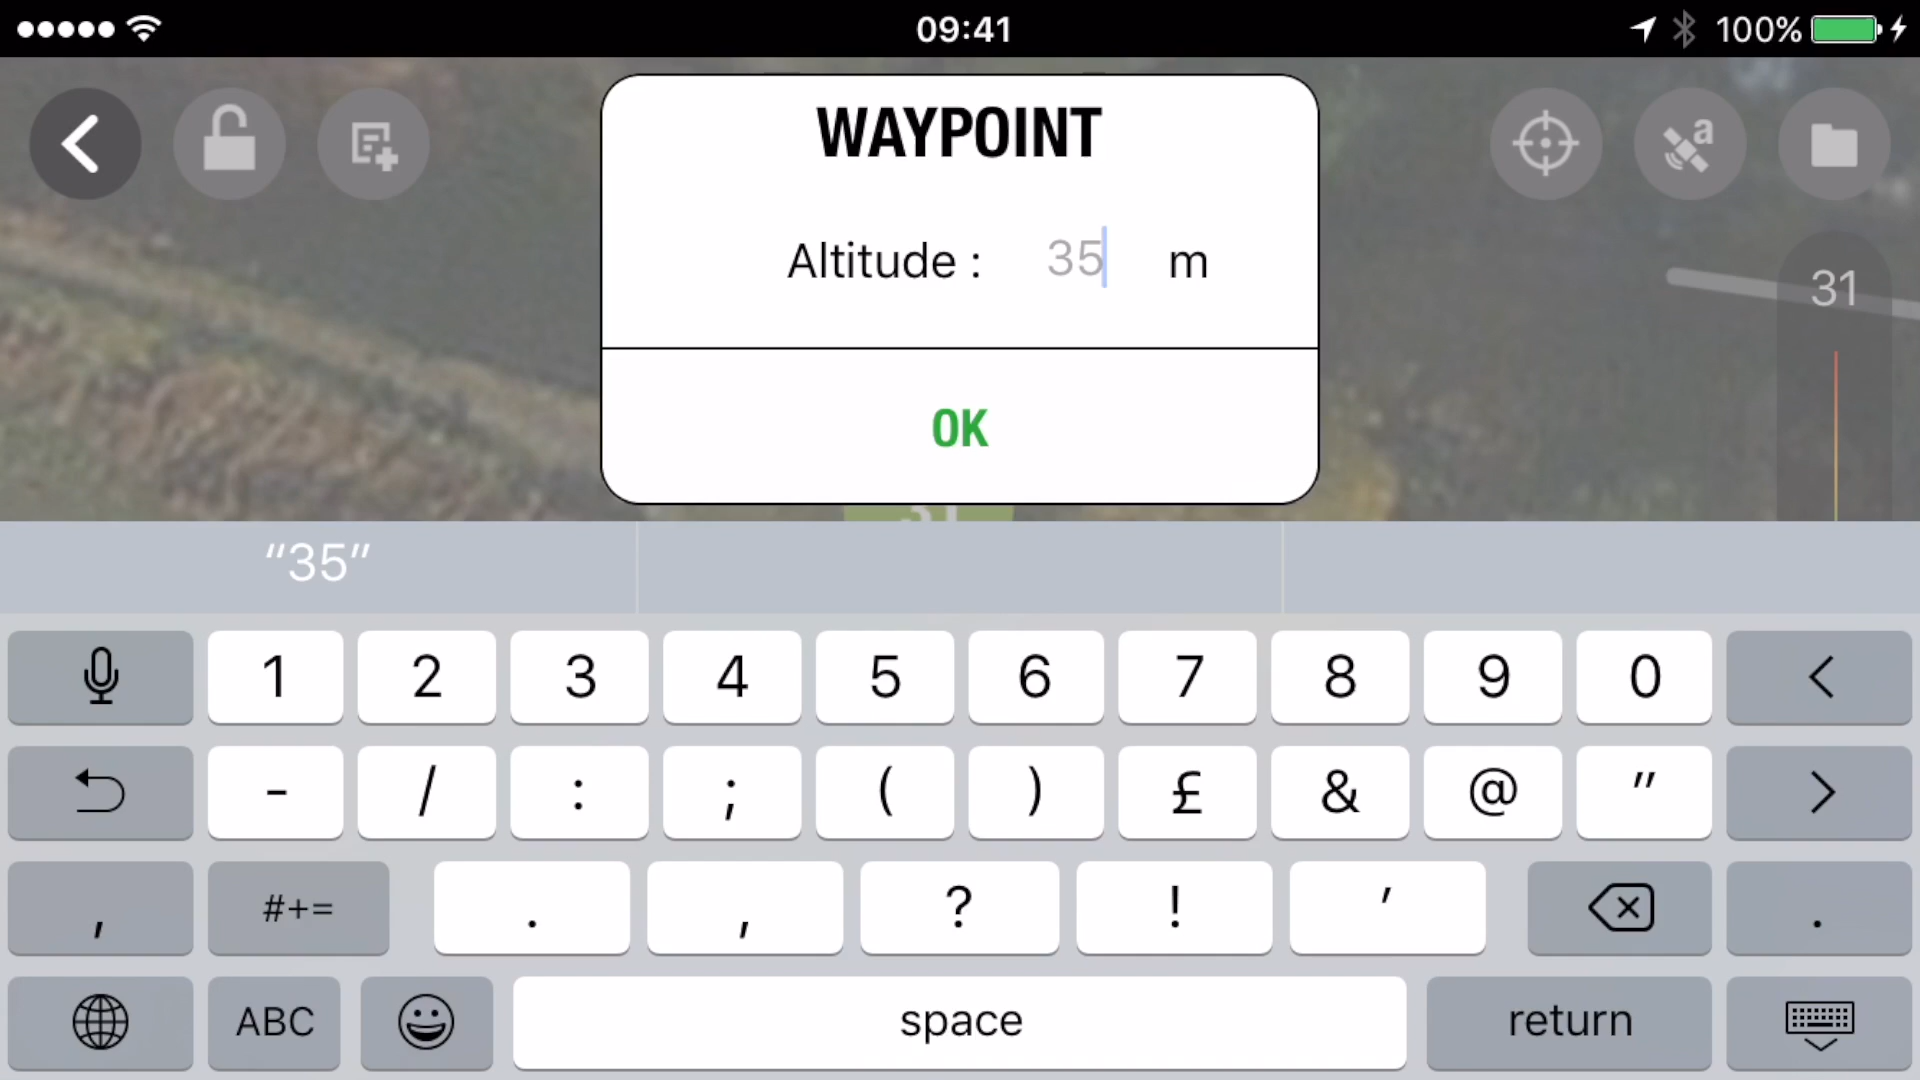 09:41
100%
WAYPOINT
a
Altitude : 35 m
31
OK
31
“35”
1 2 3 4 5 6 7 8 9 0 <
- / : ; ( ) £ & @ " >
, #+= . , ? ! ' .
ABC space return